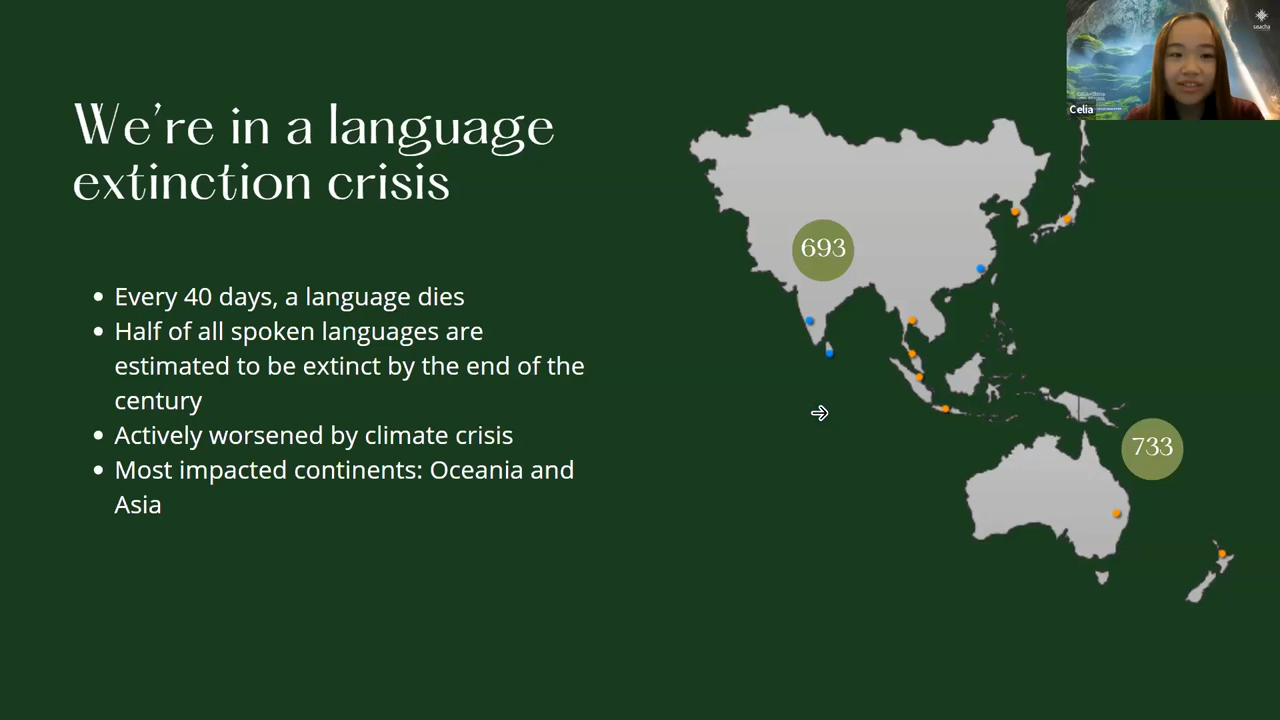 We're in a language
extinction crisis
Every 40 days, a language dies
Half of all spoken languages are
estimated to be extinct by the end of the
century
Actively worsened by climate crisis
Most impacted continents: Oceania and
Asia
693
733
Celia
seacha